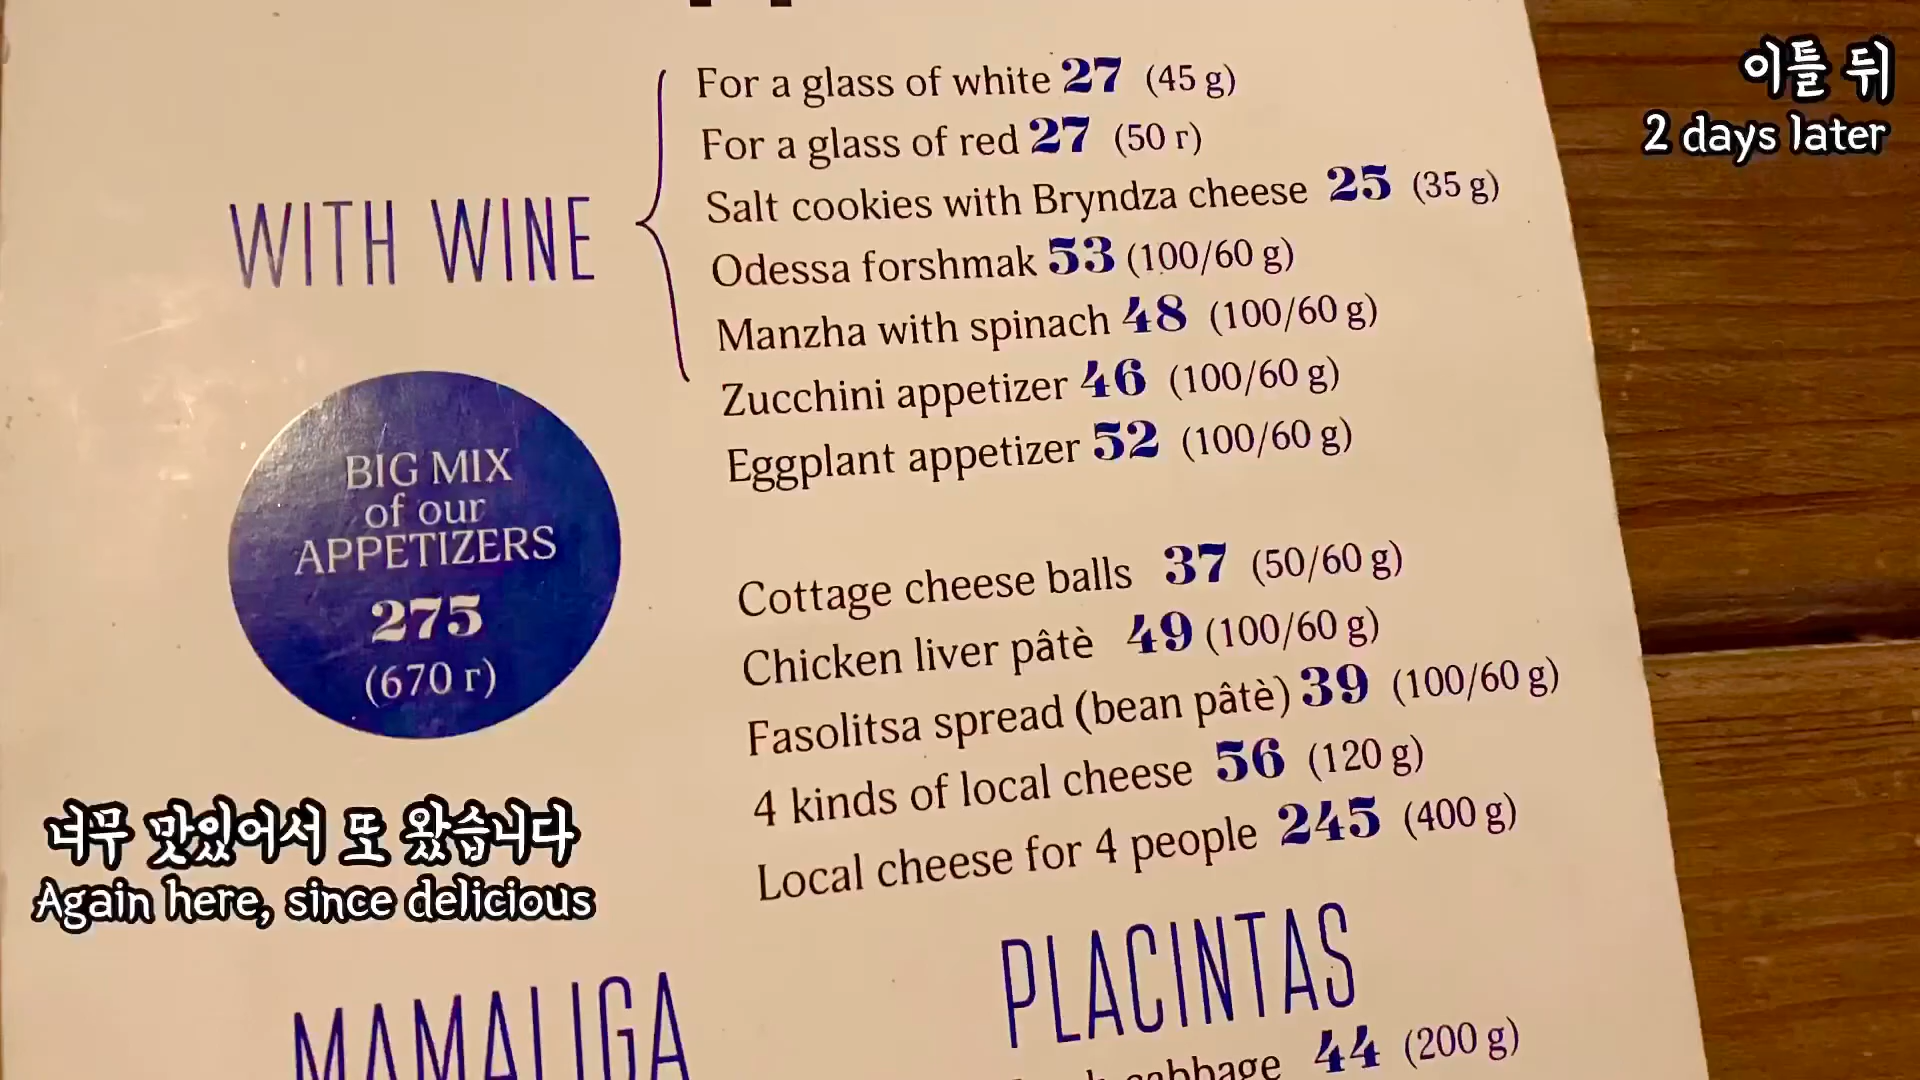 이틀 뒤
2 days later
WITH WINE
For a glass of white 27 (45 g)
For a glass of red 27 (50 г)
Salt cookies with Bryndza cheese 25 (35 g)
Odessa forshmak 53 (100/60 g)
Manzha with spinach 48 (100/60 g)
Zucchini appetizer 46 (100/60 g)
Eggplant appetizer 52 (100/60 g)
BIG MIX
of our
APPETIZERS
275
(670 г)
Cottage cheese balls 37 (50/60 g)
Chicken liver pâtè 49 (100/60 g)
Fasolitsa spread (bean pâtè) 39 (100/60 g)
4 kinds of local cheese 56 (120 g)
Local cheese for 4 people 245 (400 g)
너무 맛있어서 또 왔습니다
Again here, since delicious
MAMALIGA
PLACINTAS
cabbage 44 (200 g)